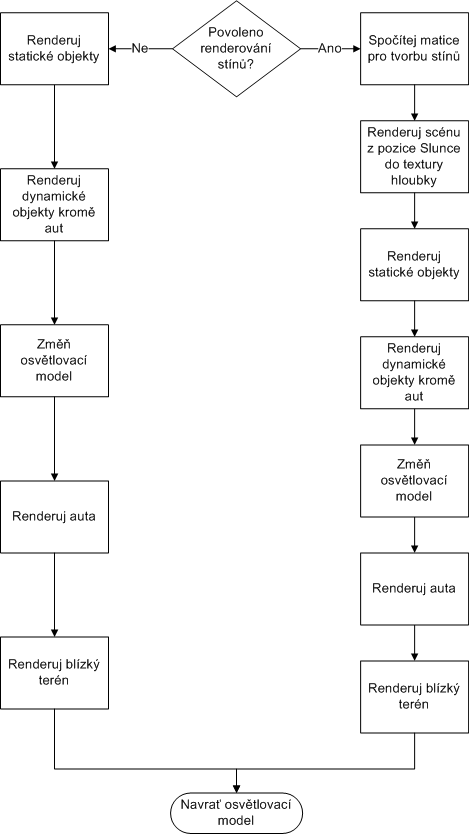 Povoleno
renderování
stínů?
Ne
Ano
Renderuj
statické objekty
Renderuj
dynamické
objekty kromě
aut
Změň
osvětlovací
model
Renderuj auta
Renderuj blízký
terén
Spočítej matice
pro tvorbu stínů
Renderuj scénu
z pozice Slunce
do textury
hloubky
Renderuj
statické objekty
Renderuj
dynamické
objekty kromě
aut
Změň
osvětlovací
model
Renderuj auta
Renderuj blízký
terén
Navrať osvětlovací
model